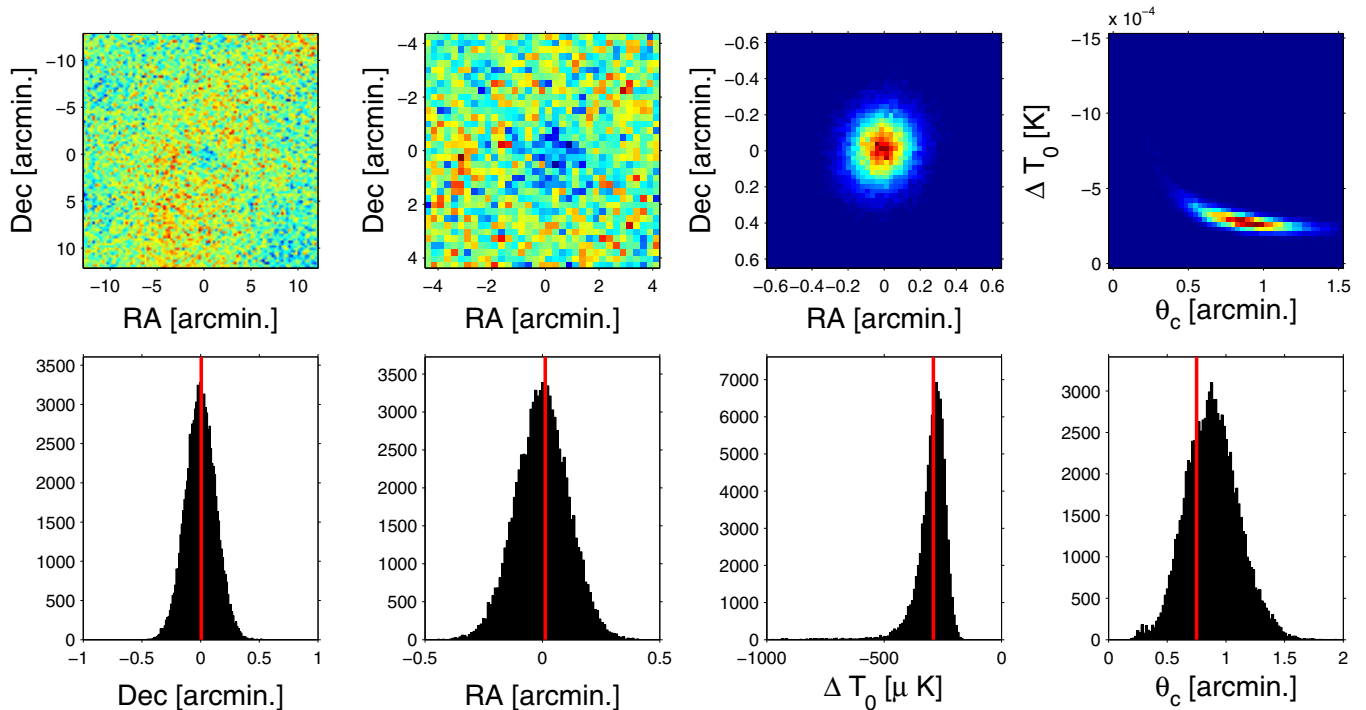 Dec [arcmin.]
−10
−5
0
5
10
−10 −5 0 5 10
RA [arcmin.]
Dec [arcmin.]
−4
−2
0
2
4
−4 −2 0 2 4
RA [arcmin.]
Dec [arcmin.]
−0.6
−0.4
−0.2
0
0.2
0.4
0.6
−0.6 −0.4 −0.2 0 0.2 0.4 0.6
RA [arcmin.]
x 10⁻⁴
Δ T₀ [K]
−15
−10
−5
0
0 0.5 1 1.5
θ_c [arcmin.]
3500
3000
2500
2000
1500
1000
500
0
−1 −0.5 0 0.5 1
Dec [arcmin.]
3500
3000
2500
2000
1500
1000
500
0
−0.5 0 0.5
RA [arcmin.]
7000
6000
5000
4000
3000
2000
1000
0
−1000 −500 0
Δ T₀ [μ K]
3000
2500
2000
1500
1000
500
0
0 0.5 1 1.5 2
θ_c [arcmin.]